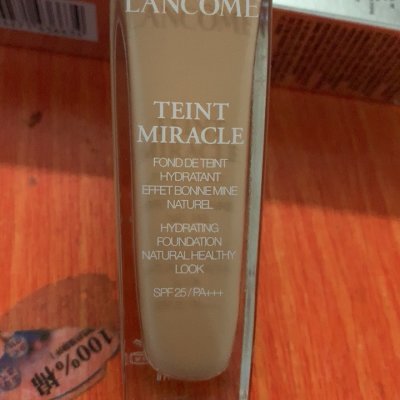 LANCOME
TEINT
MIRACLE
FOND DE TEINT
HYDRATANT
EFFET BONNE MINE
NATUREL
HYDRATING
FOUNDATION
NATURAL HEALTHY
LOOK
SPF 25 / PA+++
100%棉